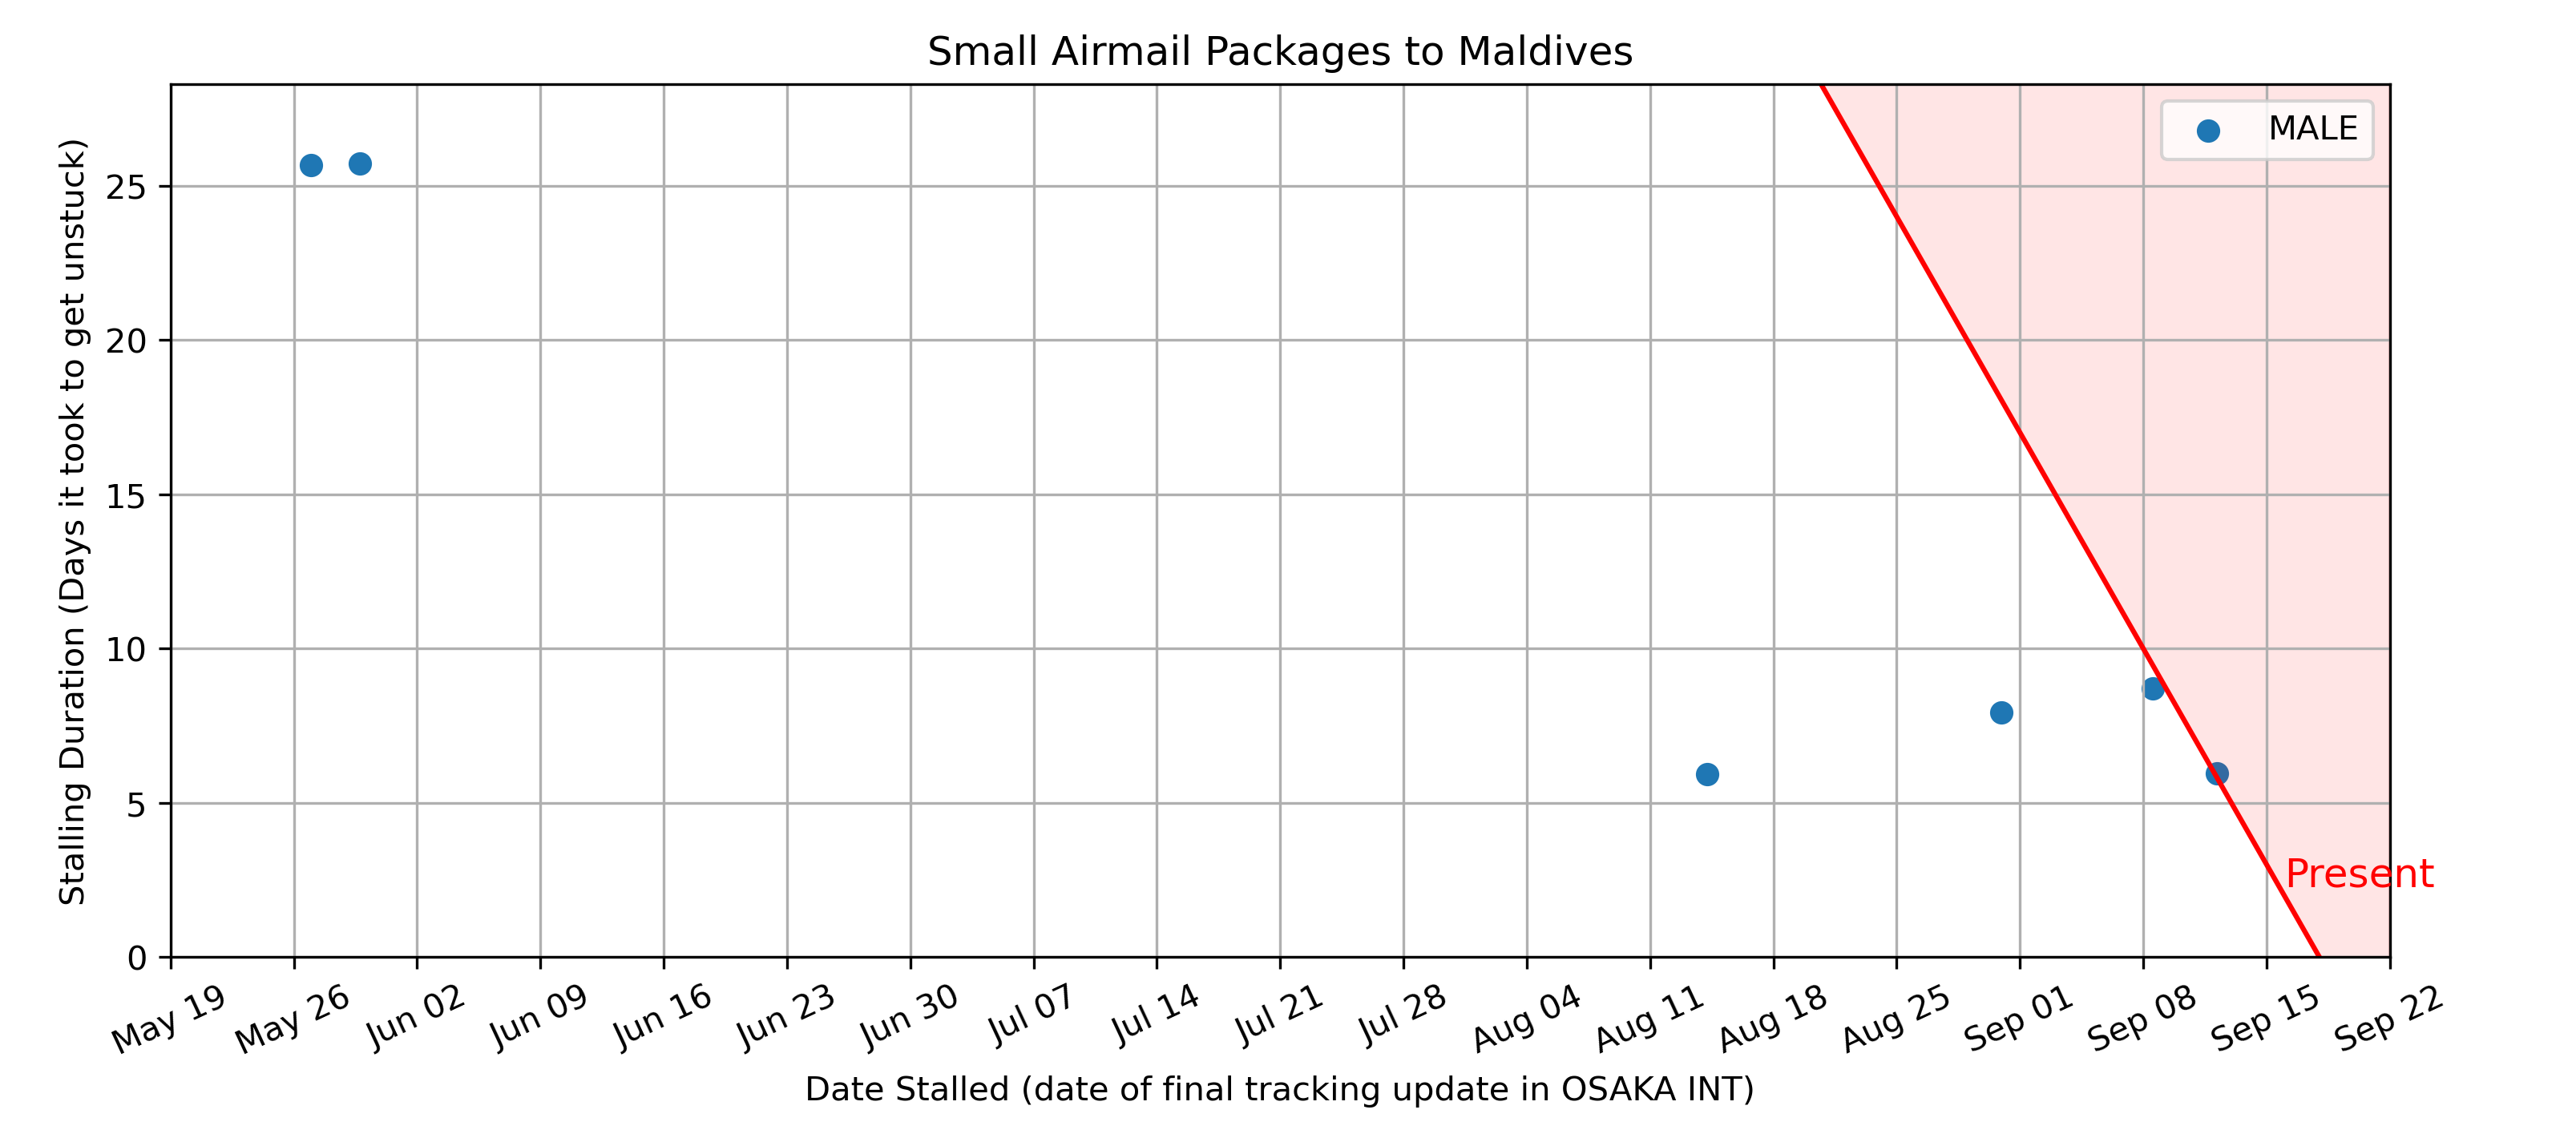 Small Airmail Packages to Maldives
MALE
Stalling Duration (Days it took to get unstuck)
25
20
15
10
5
0
Present
May 19
May 26
Jun 02
Jun 09
Jun 16
Jun 23
Jun 30
Jul 07
Jul 14
Jul 21
Jul 28
Aug 04
Aug 11
Aug 18
Aug 25
Sep 01
Sep 08
Sep 15
Sep 22
Date Stalled (date of final tracking update in OSAKA INT)